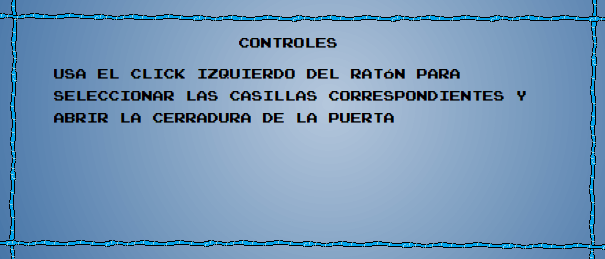 CONTROLES
USA EL CLICK IZQUIERDO DEL RATóN PARA
SELECCIONAR LAS CASILLAS CORRESPONDIENTES Y
ABRIR LA CERRADURA DE LA PUERTA